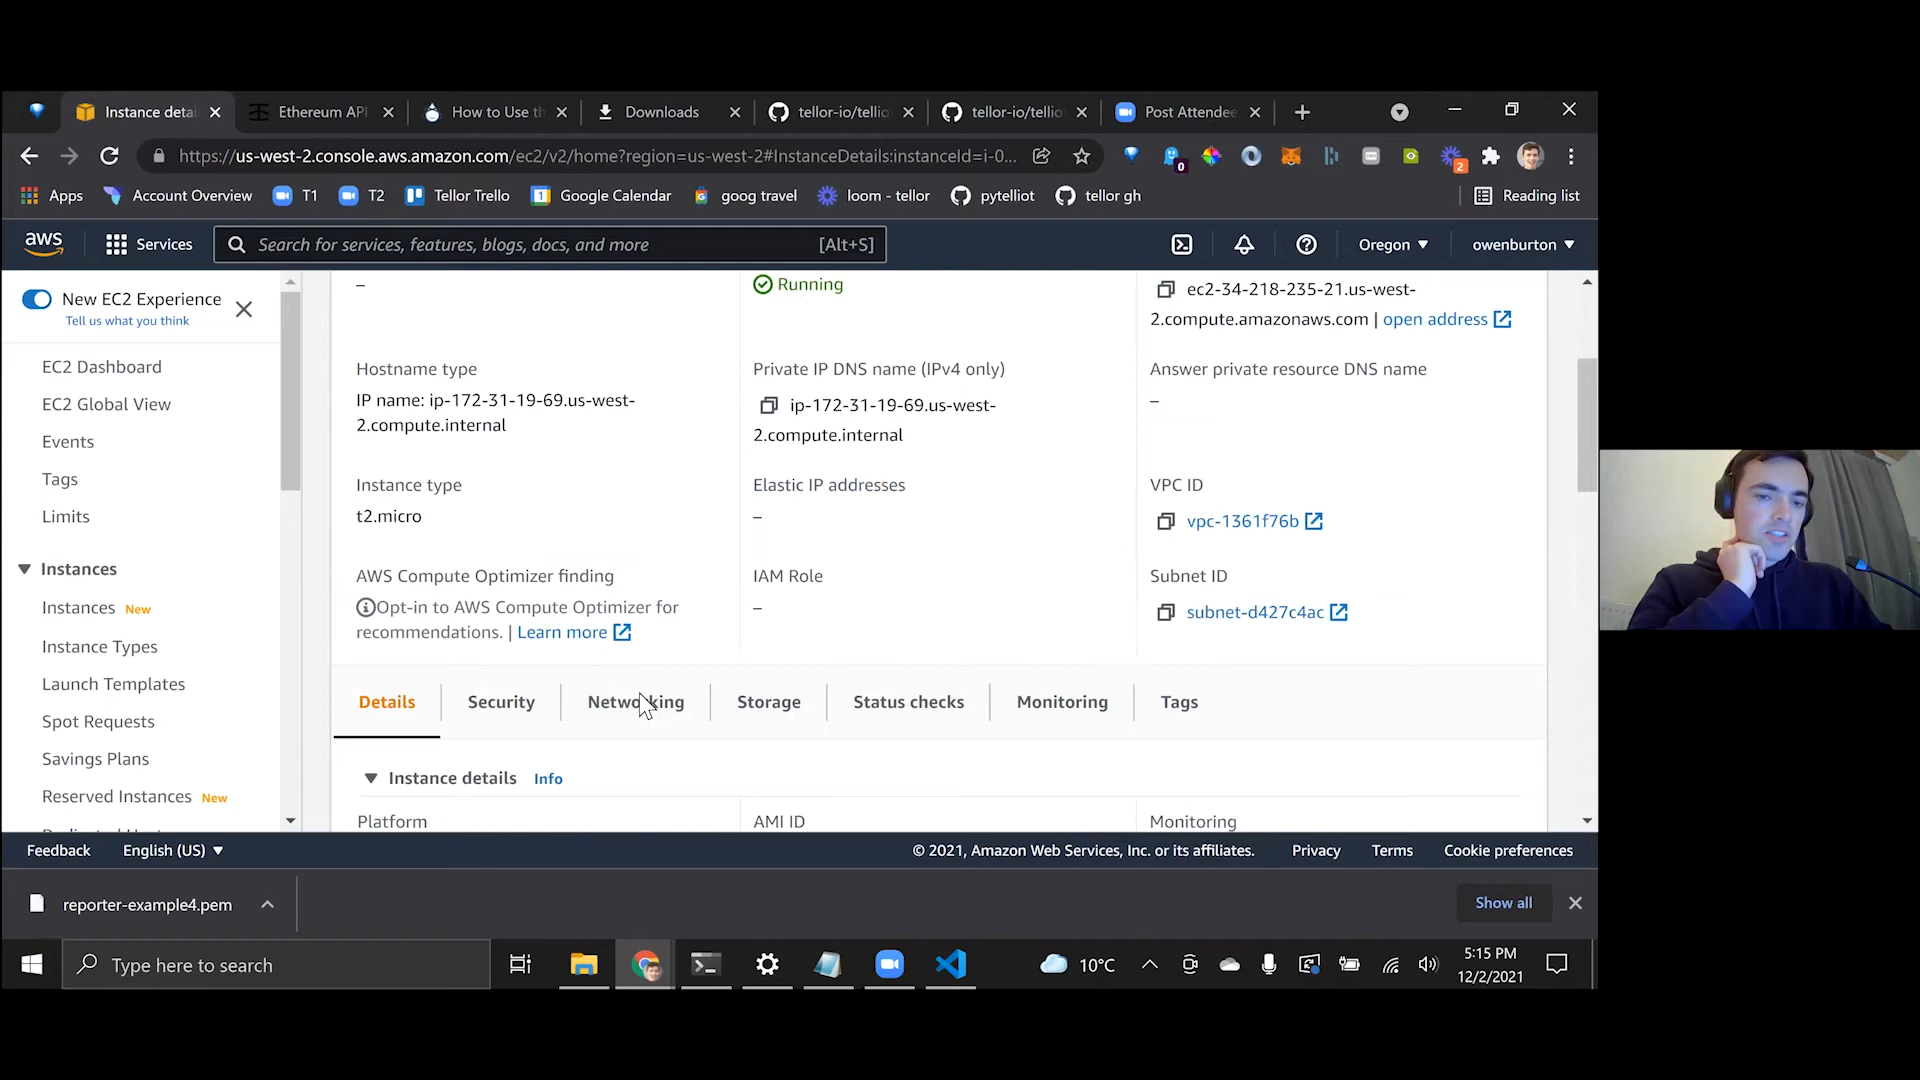 Instance detai
Ethereum API
How to Use th
Downloads
tellor-io/tellio
tellor-io/tellio
Post Attendee
https://us-west-2.console.aws.amazon.com/ec2/v2/home?region=us-west-2#InstanceDetails:instanceId=i-0...
0
2
Apps
Account Overview
T1
T2
Tellor Trello
1
Google Calendar
goog travel
loom - tellor
pytelliot
tellor gh
Reading list
aws
Services
Search for services, features, blogs, docs, and more
[Alt+S]
Oregon
owenburton
New EC2 Experience
Tell us what you think
EC2 Dashboard
EC2 Global View
Events
Tags
Limits
Instances
Instances New
Instance Types
Launch Templates
Spot Requests
Savings Plans
Reserved Instances New
–
Running
ec2-34-218-235-21.us-west-
2.compute.amazonaws.com | open address
Hostname type
IP name: ip-172-31-19-69.us-west-
2.compute.internal
Private IP DNS name (IPv4 only)
ip-172-31-19-69.us-west-
2.compute.internal
Answer private resource DNS name
–
Instance type
t2.micro
Elastic IP addresses
–
VPC ID
vpc-1361f76b
AWS Compute Optimizer finding
Opt-in to AWS Compute Optimizer for
recommendations. | Learn more
IAM Role
–
Subnet ID
subnet-d427c4ac
Details
Security
Networking
Storage
Status checks
Monitoring
Tags
Instance details Info
Platform
AMI ID
Monitoring
Feedback
English (US)
© 2021, Amazon Web Services, Inc. or its affiliates.
Privacy
Terms
Cookie preferences
reporter-example4.pem
Show all
Type here to search
10°C
5:15 PM
12/2/2021